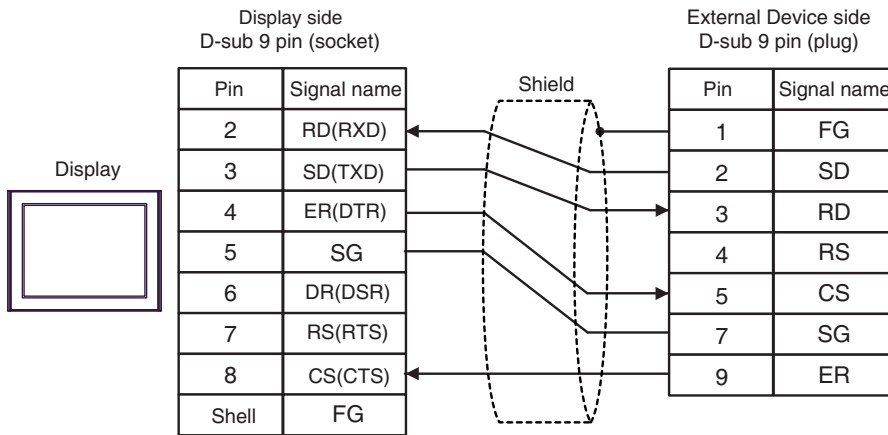 Display side
D-sub 9 pin (socket)
External Device side
D-sub 9 pin (plug)
Display
Shield
Pin Signal name
2 RD(RXD)
3 SD(TXD)
4 ER(DTR)
5 SG
6 DR(DSR)
7 RS(RTS)
8 CS(CTS)
Shell FG
Pin Signal name
1 FG
2 SD
3 RD
4 RS
5 CS
7 SG
9 ER